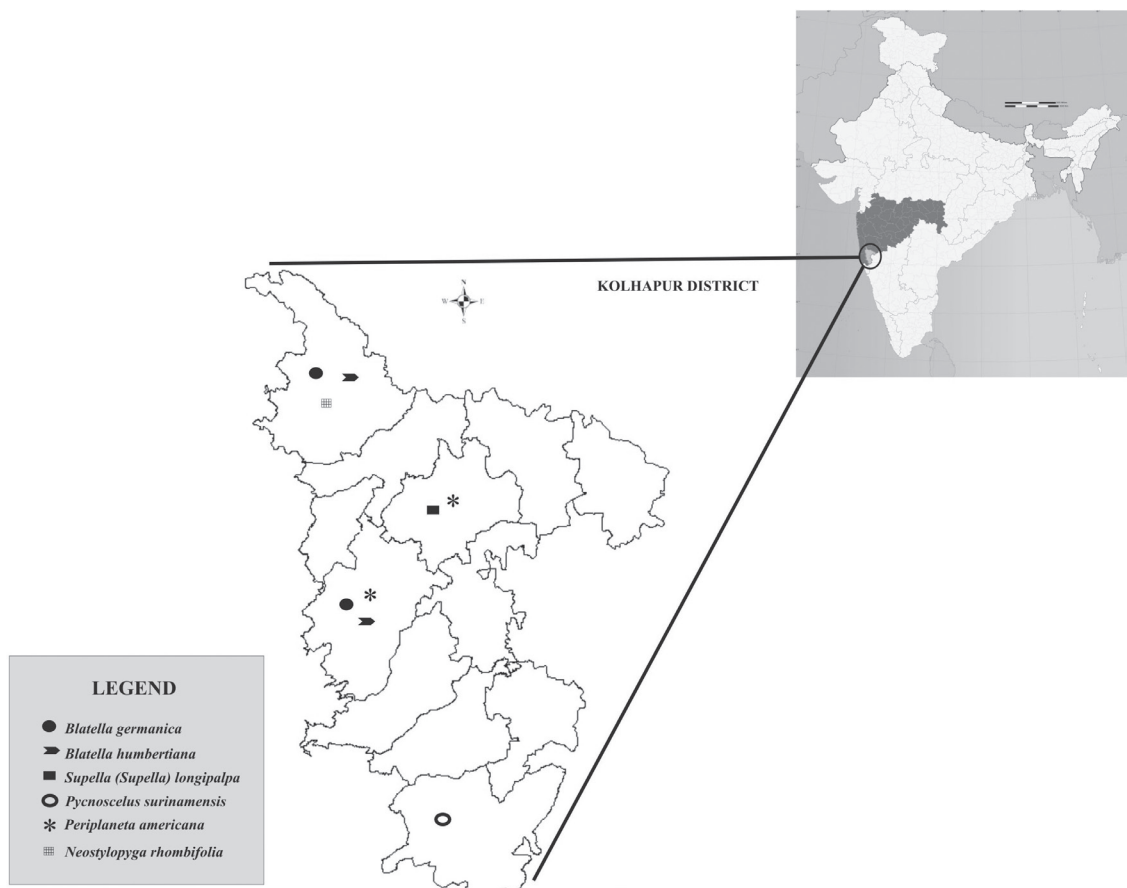 KOLHAPUR DISTRICT
N
W E
S
LEGEND
Blatella germanica
Blatella humbertiana
Supella (Supella) longipalpa
Pycnoscelus surinamensis
Periplaneta americana
Neostylopyga rhombifolia